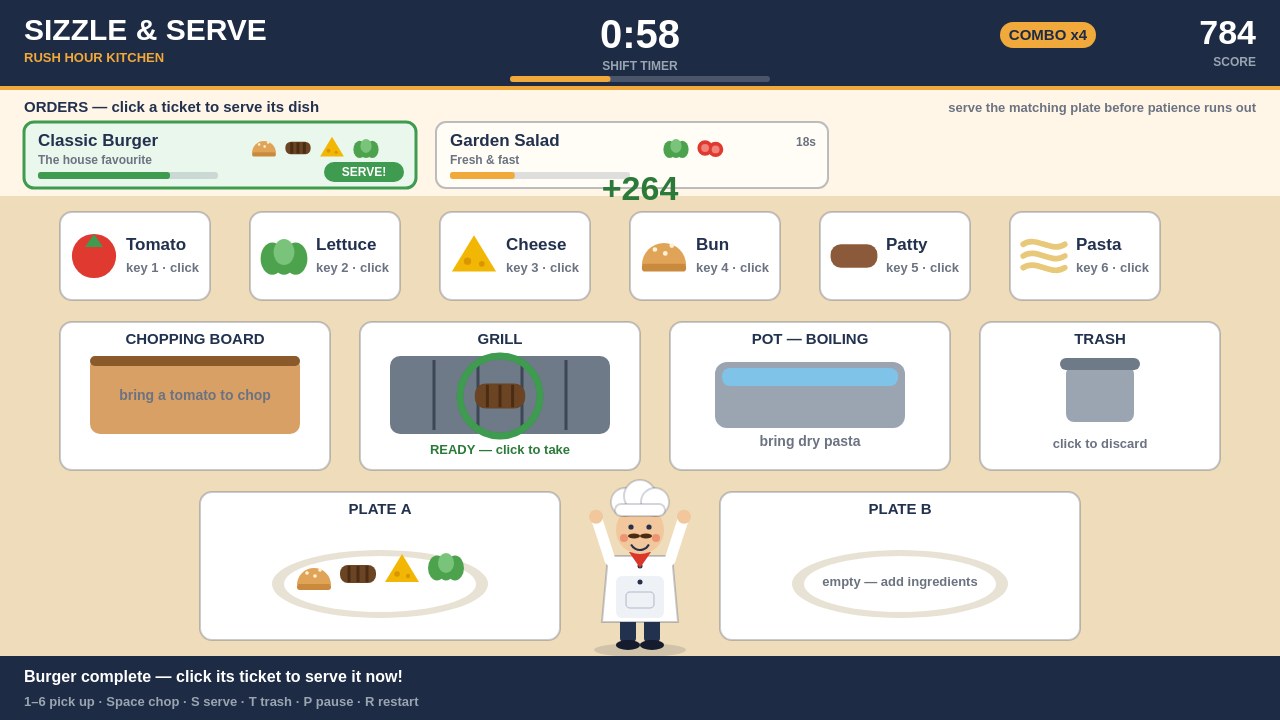 SIZZLE & SERVE
RUSH HOUR KITCHEN
0:58
SHIFT TIMER
COMBO x4
784
SCORE
ORDERS — click a ticket to serve its dish
serve the matching plate before patience runs out
Classic Burger
The house favourite
SERVE!
Garden Salad
Fresh & fast
18s
+264
Tomato
key 1 · click
Lettuce
key 2 · click
Cheese
key 3 · click
Bun
key 4 · click
Patty
key 5 · click
Pasta
key 6 · click
CHOPPING BOARD
bring a tomato to chop
GRILL
READY — click to take
POT — BOILING
bring dry pasta
TRASH
click to discard
PLATE A
PLATE B
empty — add ingredients
Burger complete — click its ticket to serve it now!
1–6 pick up · Space chop · S serve · T trash · P pause · R restart